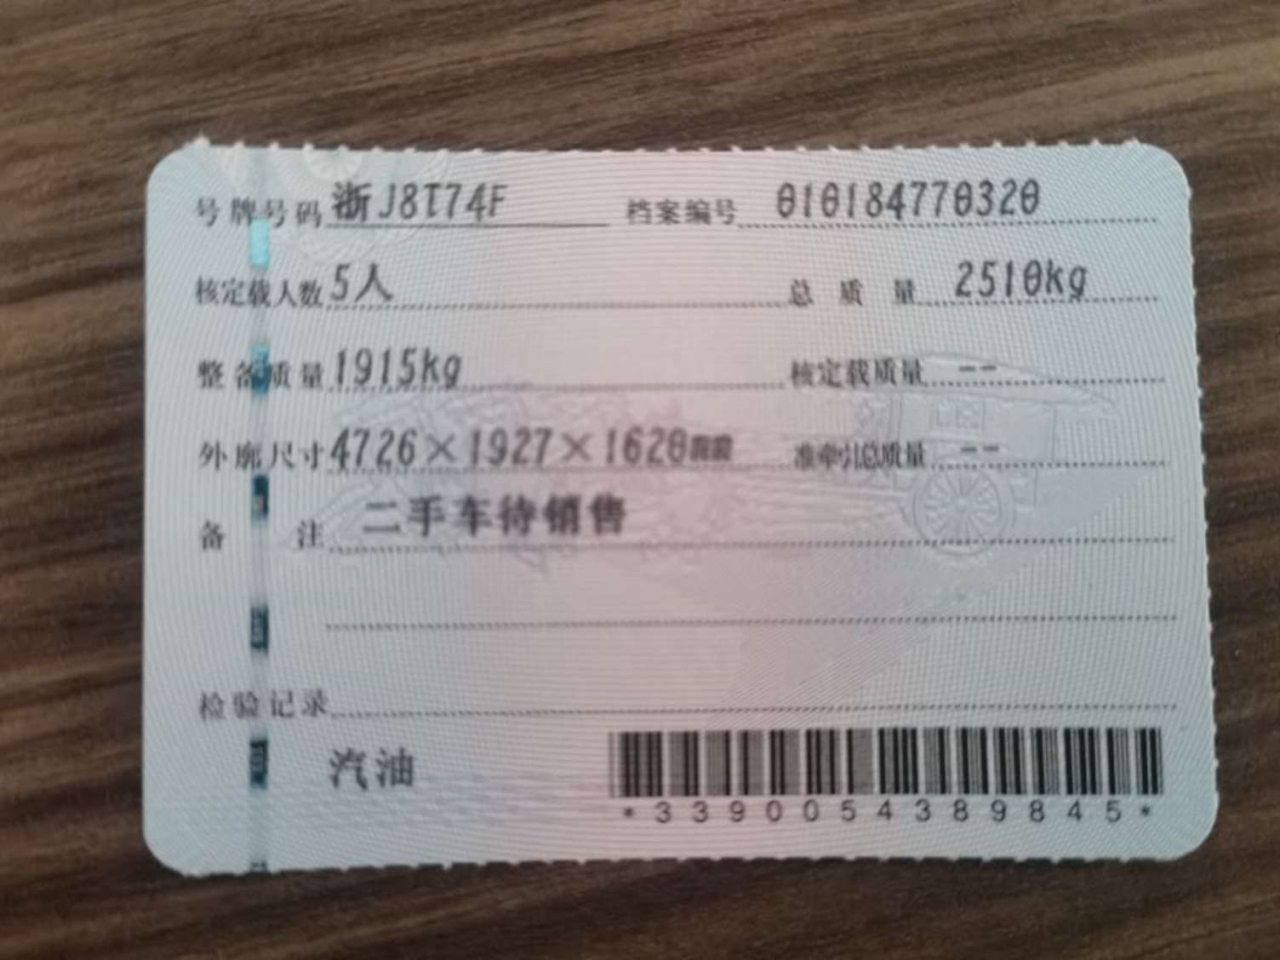 号牌号码 浙J8T74F 档案编号 010184770320
核定载人数 5人 总质量 2510kg
整备质量 1915kg 核定载质量 --
外廓尺寸 4726×1927×1620mm 准牵引总质量 --
备注 二手车待销售
检验记录
汽油
*3390054389845*